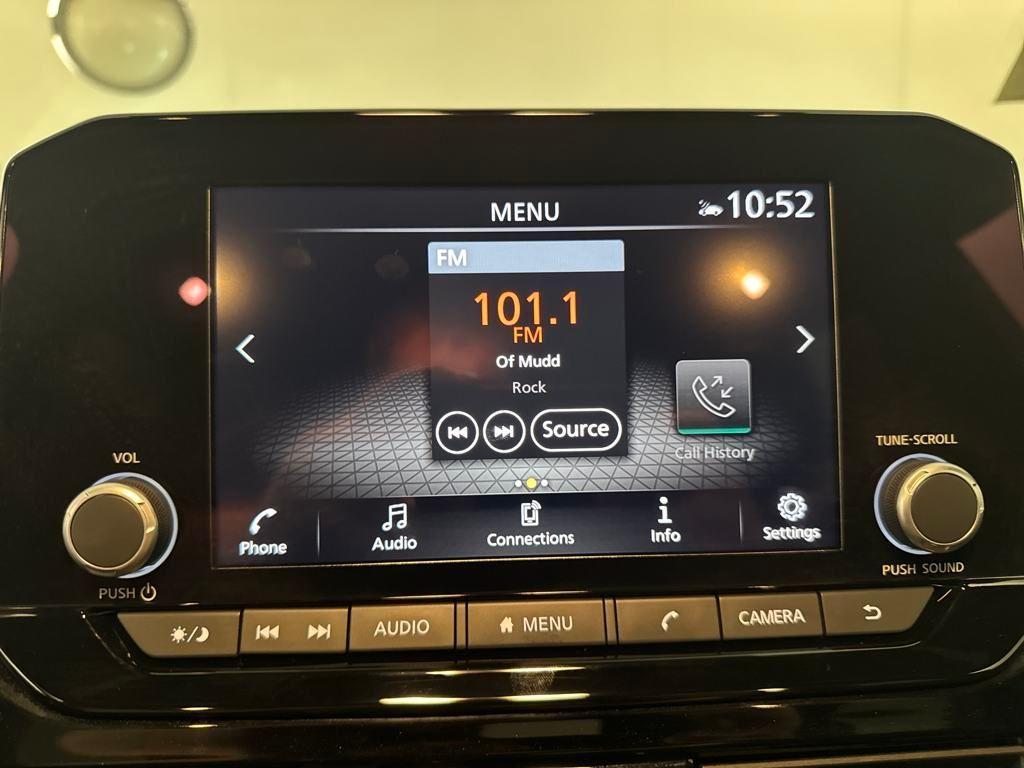 MENU
10:52
FM
101.1
FM
Of Mudd
Rock
Source
Call History
VOL
TUNE-SCROLL
Phone
Audio
Connections
Info
Settings
PUSH
PUSH SOUND
AUDIO
MENU
CAMERA